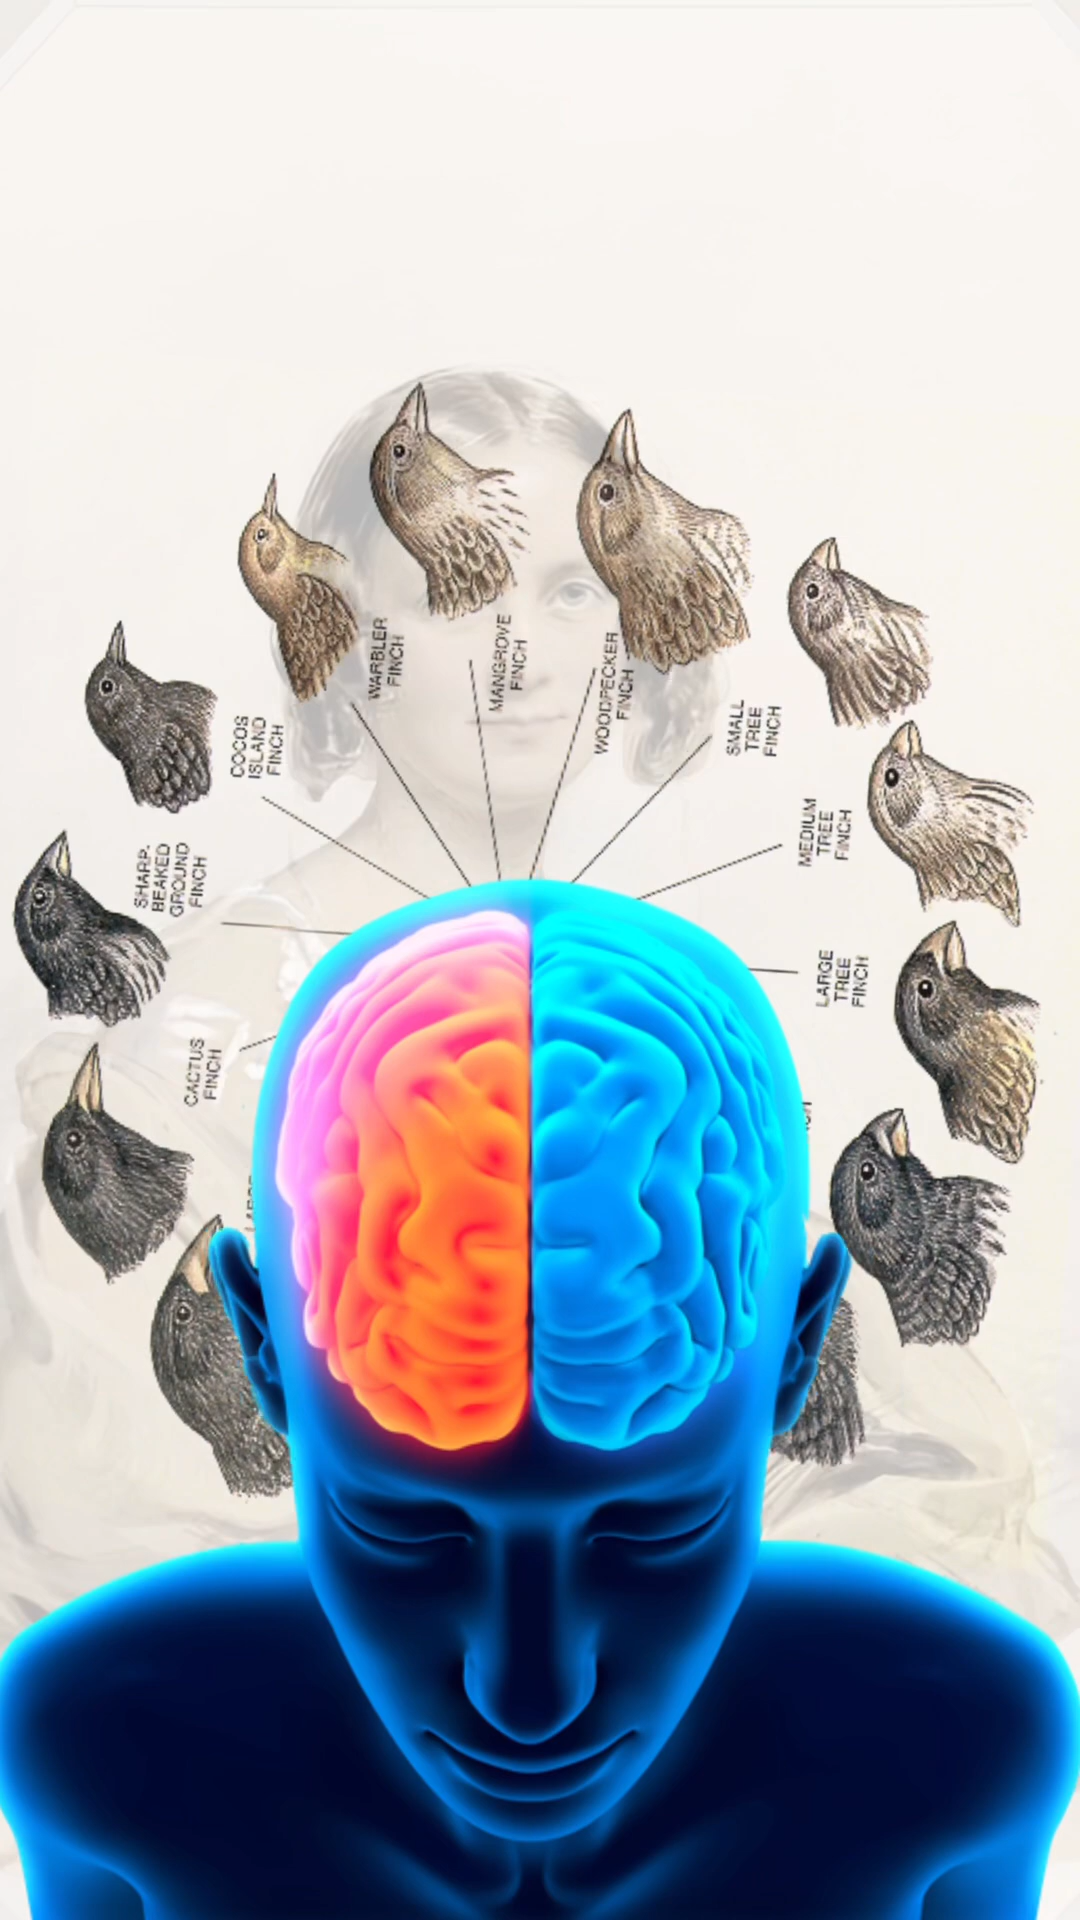 WARBLER
FINCH
MANGROVE
FINCH
WOODPECKER
FINCH
SMALL
TREE
FINCH
COCOS
ISLAND
FINCH
MEDIUM
TREE
FINCH
SHARP-
BEAKED
GROUND
FINCH
LARGE
TREE
FINCH
CACTUS
FINCH